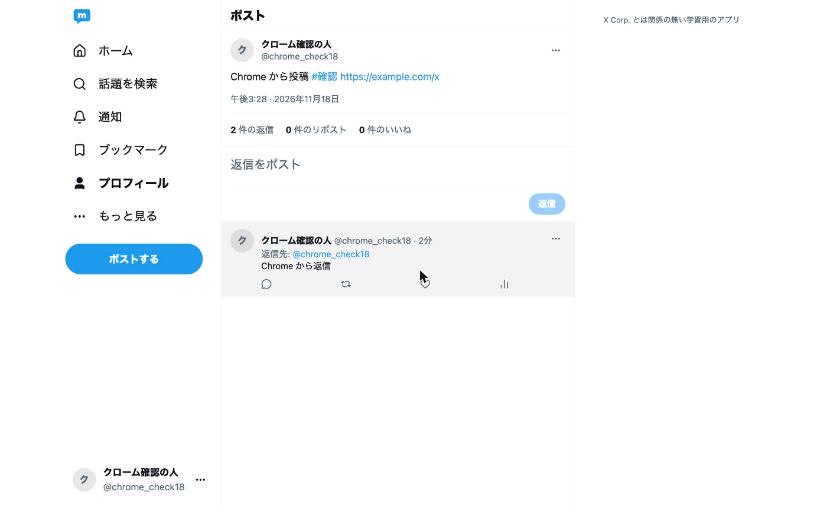 m
ホーム
話題を検索
通知
ブックマーク
プロフィール
もっと見る
ポストする
ク
クローム確認の人
@chrome_check18
ポスト
ク
クローム確認の人
@chrome_check18
Chrome から投稿 #確認 https://example.com/x
午後3:28 · 2026年11月18日
2 件の返信 0 件のリポスト 0 件のいいね
返信をポスト
返信
ク
クローム確認の人 @chrome_check18 · 2分
返信先: @chrome_check18
Chrome から返信
X Corp. とは関係の無い学習用のアプリ